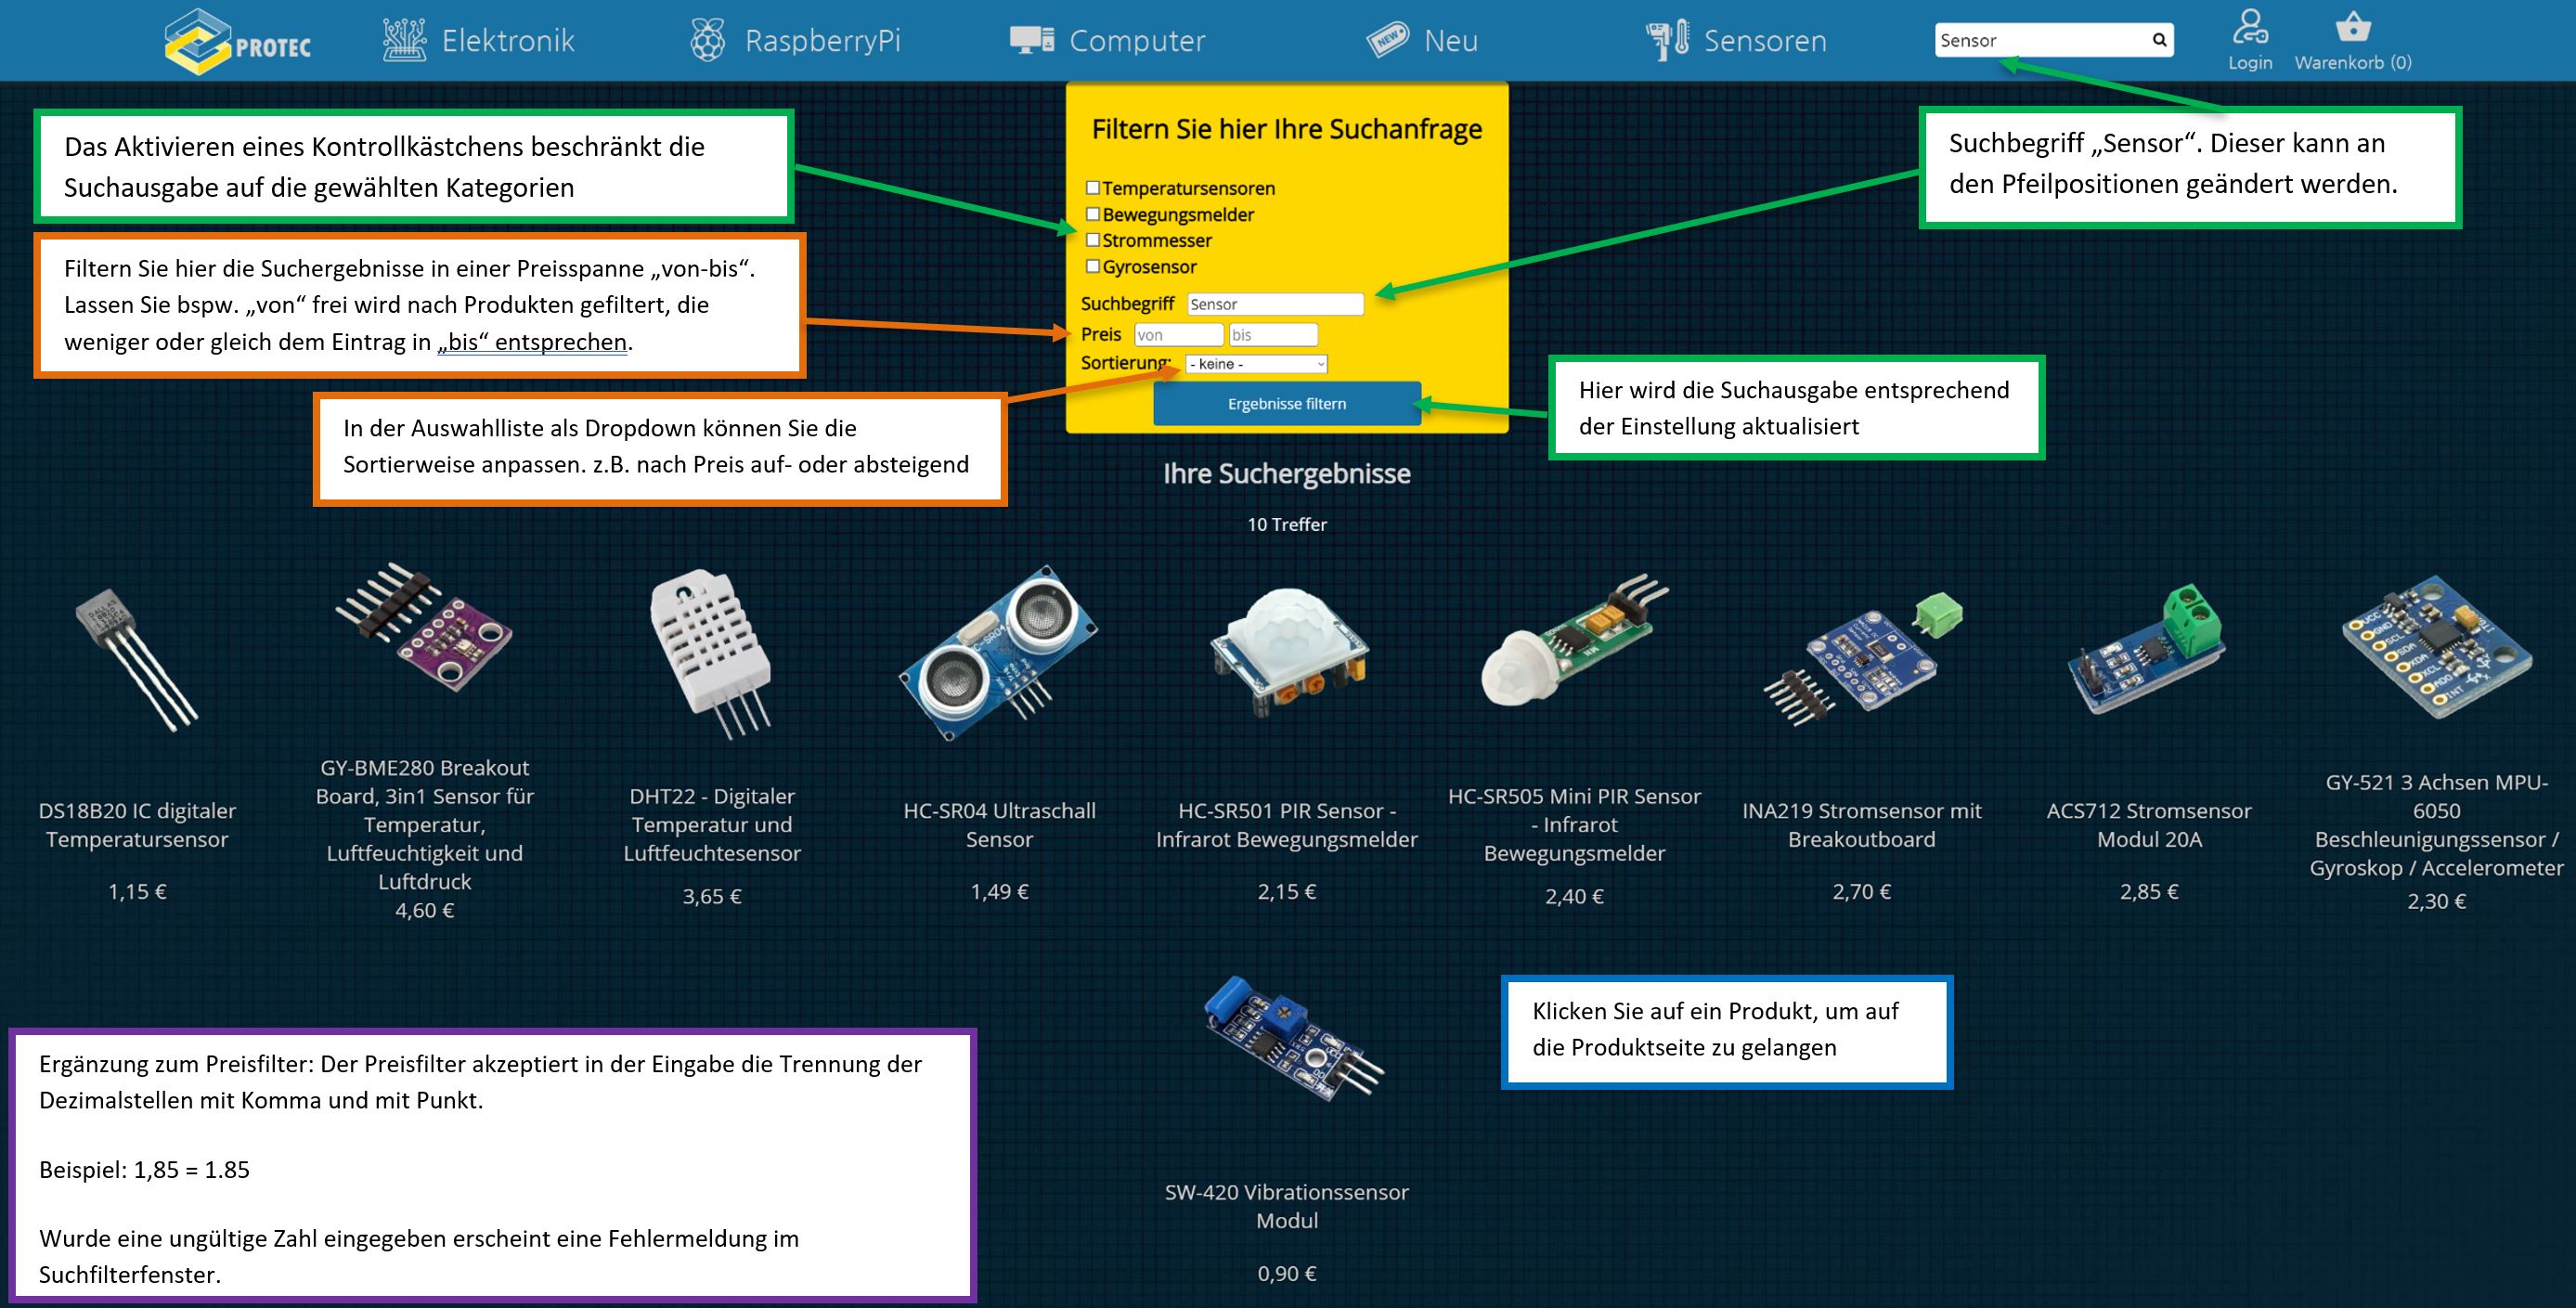 PROTEC
Elektronik
RaspberryPi
Computer
NEW
Neu
Sensoren
Sensor
Login
Warenkorb (0)
Das Aktivieren eines Kontrollkästchens beschränkt die
Suchausgabe auf die gewählten Kategorien
Filtern Sie hier die Suchergebnisse in einer Preisspanne „von-bis“.
Lassen Sie bspw. „von“ frei wird nach Produkten gefiltert, die
weniger oder gleich dem Eintrag in „bis“ entsprechen.
In der Auswahlliste als Dropdown können Sie die
Sortierweise anpassen. z.B. nach Preis auf- oder absteigend
Filtern Sie hier Ihre Suchanfrage
Temperatursensoren
Bewegungsmelder
Strommesser
Gyrosensor
Suchbegriff Sensor
Preis von bis
Sortierung: - keine -
Ergebnisse filtern
Suchbegriff „Sensor“. Dieser kann an
den Pfeilpositionen geändert werden.
Hier wird die Suchausgabe entsprechend
der Einstellung aktualisiert
Ihre Suchergebnisse
10 Treffer
DS18B20 IC digitaler
Temperatursensor
1,15 €
GY-BME280 Breakout
Board, 3in1 Sensor für
Temperatur,
Luftfeuchtigkeit und
Luftdruck
4,60 €
DHT22 - Digitaler
Temperatur und
Luftfeuchtesensor
3,65 €
HC-SR04 Ultraschall
Sensor
1,49 €
HC-SR501 PIR Sensor -
Infrarot Bewegungsmelder
2,15 €
HC-SR505 Mini PIR Sensor
- Infrarot
Bewegungsmelder
2,40 €
INA219 Stromsensor mit
Breakoutboard
2,70 €
ACS712 Stromsensor
Modul 20A
2,85 €
VCC
GND
SCL
SDA
XDA
XCL
ADO
INT
GY-521 3 Achsen MPU-
6050
Beschleunigungssensor /
Gyroskop / Accelerometer
2,30 €
SW-420 Vibrationssensor
Modul
0,90 €
Klicken Sie auf ein Produkt, um auf
die Produktseite zu gelangen
Ergänzung zum Preisfilter: Der Preisfilter akzeptiert in der Eingabe die Trennung der
Dezimalstellen mit Komma und mit Punkt.
Beispiel: 1,85 = 1.85
Wurde eine ungültige Zahl eingegeben erscheint eine Fehlermeldung im
Suchfilterfenster.